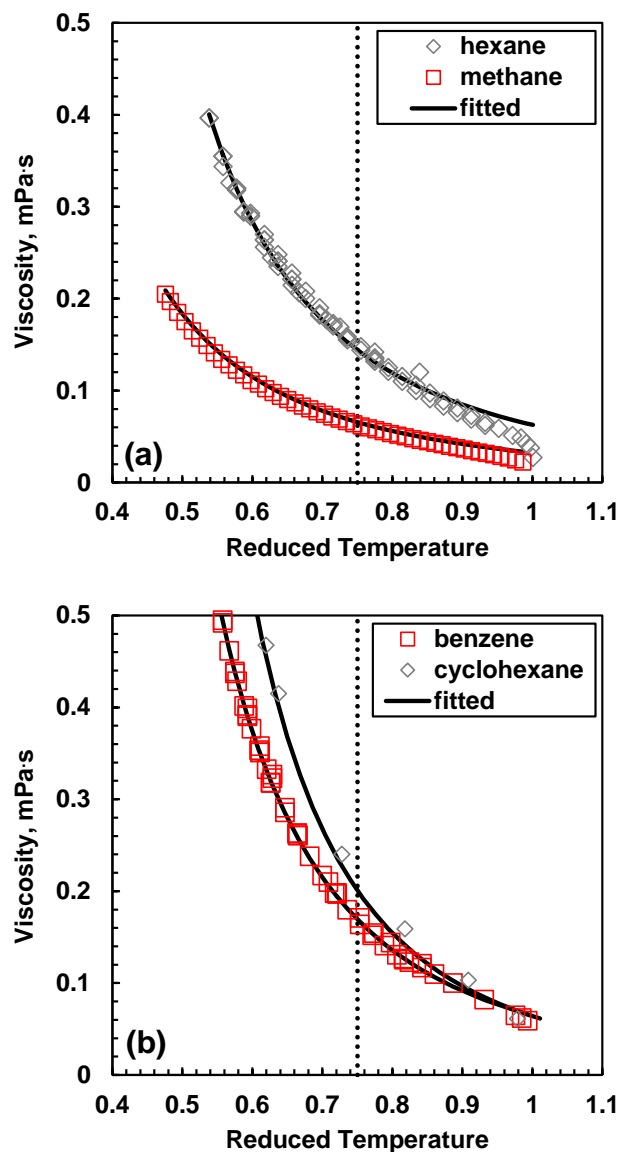 0.5
hexane
methane
fitted
0.4
0.3
0.2
0.1
0
Viscosity, mPa·s
(a)
0.4 0.5 0.6 0.7 0.8 0.9 1 1.1
Reduced Temperature
0.5
benzene
cyclohexane
fitted
0.4
0.3
0.2
0.1
0
Viscosity, mPa·s
(b)
0.4 0.5 0.6 0.7 0.8 0.9 1 1.1
Reduced Temperature